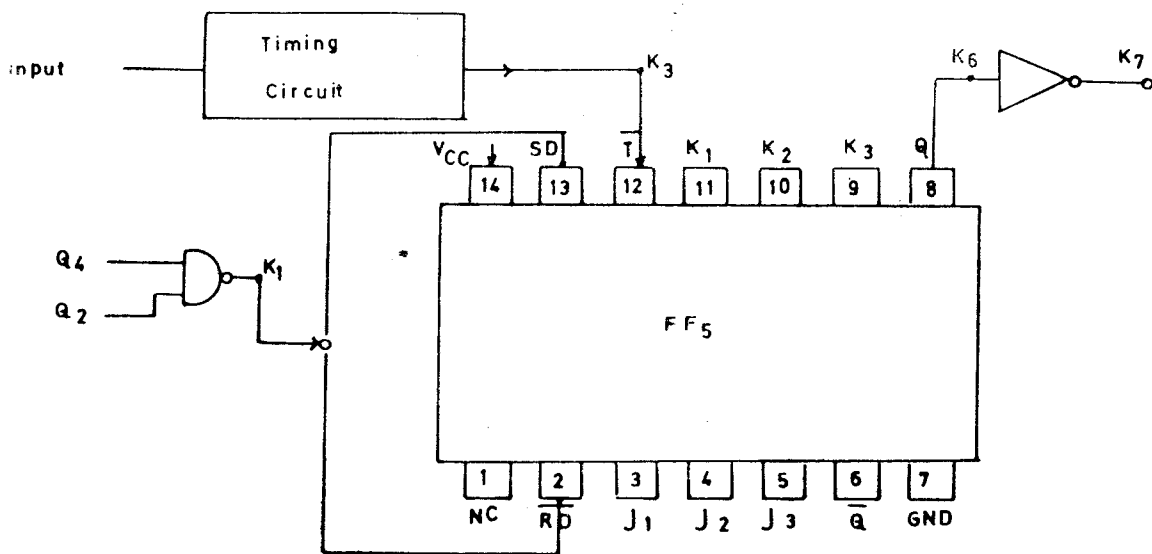 Timing
Circuit
input
K3
K6
K7
VCC
SD
T̅
K1
K2
K3
Q
14
13
12
11
10
9
8
Q4
Q2
K1
*
FF5
1
2
3
4
5
6
7
NC
R̅D̅
J1
J2
J3
Q̅
GND